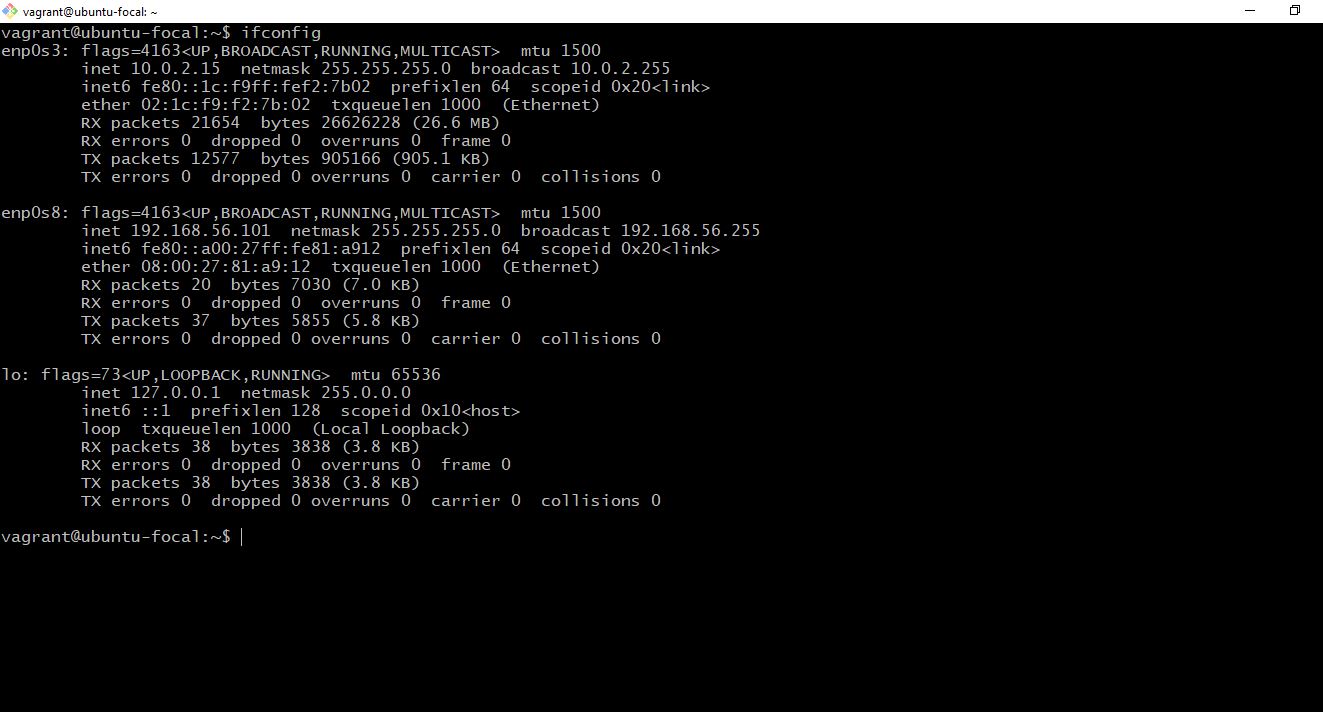 vagrant@ubuntu-focal: ~
vagrant@ubuntu-focal:~$ ifconfig
enp0s3: flags=4163<UP,BROADCAST,RUNNING,MULTICAST>  mtu 1500
        inet 10.0.2.15  netmask 255.255.255.0  broadcast 10.0.2.255
        inet6 fe80::1c:f9ff:fef2:7b02  prefixlen 64  scopeid 0x20<link>
        ether 02:1c:f9:f2:7b:02  txqueuelen 1000  (Ethernet)
        RX packets 21654  bytes 26626228 (26.6 MB)
        RX errors 0  dropped 0  overruns 0  frame 0
        TX packets 12577  bytes 905166 (905.1 KB)
        TX errors 0  dropped 0 overruns 0  carrier 0  collisions 0

enp0s8: flags=4163<UP,BROADCAST,RUNNING,MULTICAST>  mtu 1500
        inet 192.168.56.101  netmask 255.255.255.0  broadcast 192.168.56.255
        inet6 fe80::a00:27ff:fe81:a912  prefixlen 64  scopeid 0x20<link>
        ether 08:00:27:81:a9:12  txqueuelen 1000  (Ethernet)
        RX packets 20  bytes 7030 (7.0 KB)
        RX errors 0  dropped 0  overruns 0  frame 0
        TX packets 37  bytes 5855 (5.8 KB)
        TX errors 0  dropped 0 overruns 0  carrier 0  collisions 0

lo: flags=73<UP,LOOPBACK,RUNNING>  mtu 65536
        inet 127.0.0.1  netmask 255.0.0.0
        inet6 ::1  prefixlen 128  scopeid 0x10<host>
        loop  txqueuelen 1000  (Local Loopback)
        RX packets 38  bytes 3838 (3.8 KB)
        RX errors 0  dropped 0  overruns 0  frame 0
        TX packets 38  bytes 3838 (3.8 KB)
        TX errors 0  dropped 0 overruns 0  carrier 0  collisions 0

vagrant@ubuntu-focal:~$